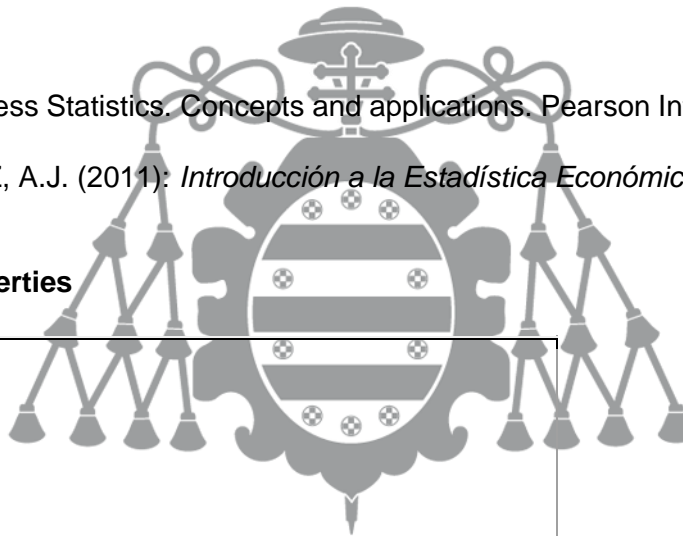 ess Statistics. Concepts and applications. Pearson In
, A.J. (2011): Introducción a la Estadística Económic
erties